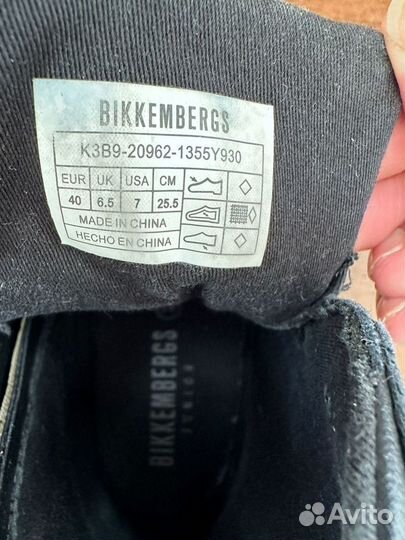 BIKKEMBERGS
K3B9-20962-1355Y930
EUR UK USA CM
40 6.5 7 25.5
MADE IN CHINA
HECHO EN CHINA
BIKKEMBERGS
JUNIOR
Avito